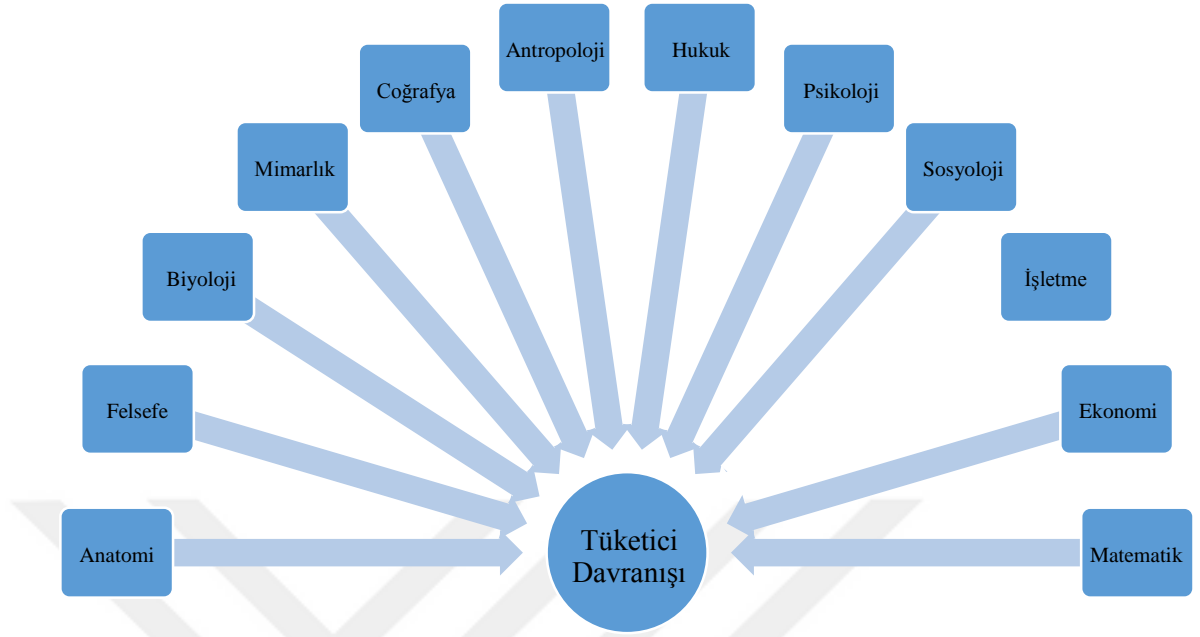 Antropoloji
Hukuk
Coğrafya
Psikoloji
Mimarlık
Sosyoloji
Biyoloji
İşletme
Felsefe
Ekonomi
Anatomi
Tüketici
Davranışı
Matematik